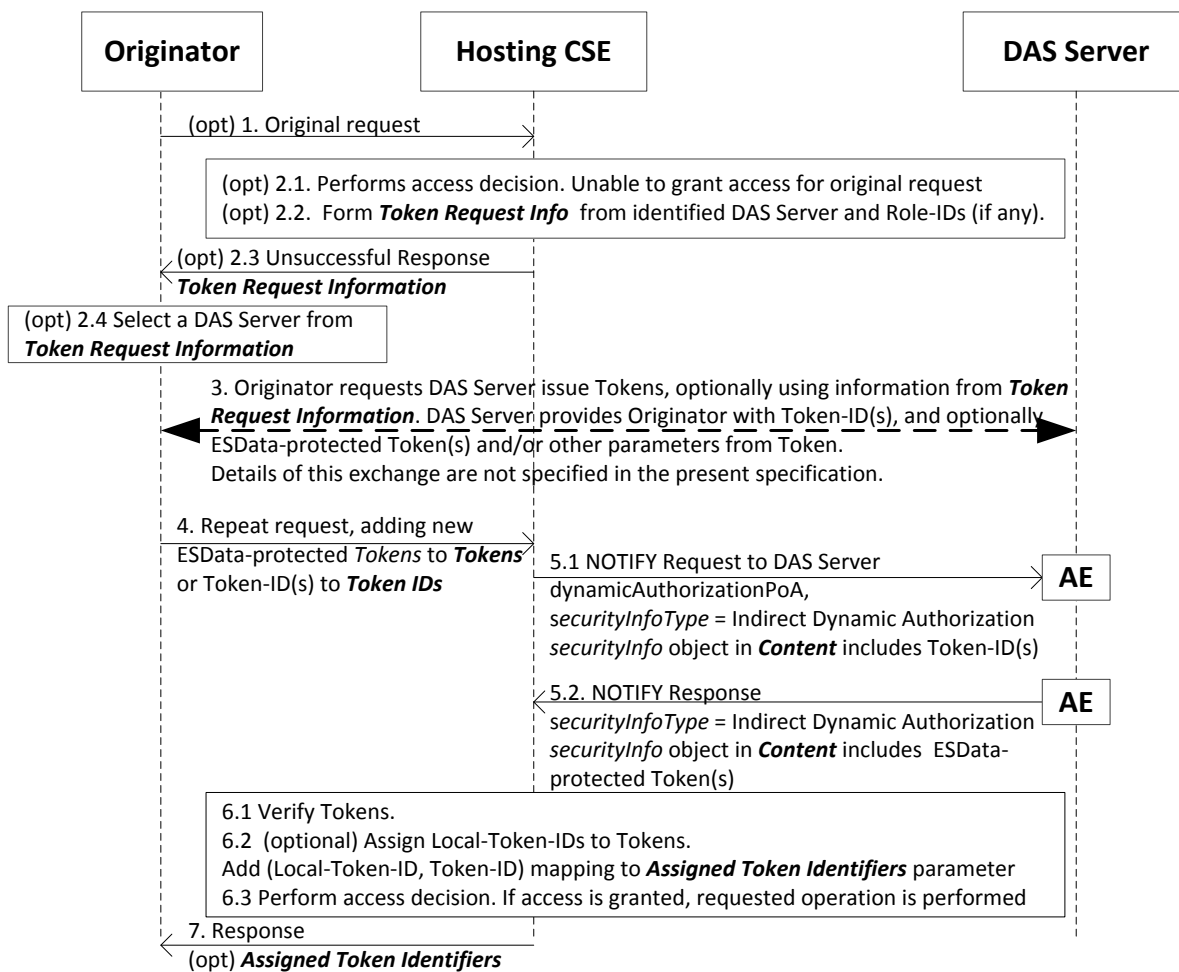 Originator
Hosting CSE
DAS Server
(opt) 1. Original request
(opt) 2.1. Performs access decision. Unable to grant access for original request
(opt) 2.2. Form Token Request Info from identified DAS Server and Role-IDs (if any).
(opt) 2.3 Unsuccessful Response
Token Request Information
(opt) 2.4 Select a DAS Server from
Token Request Information
3. Originator requests DAS Server issue Tokens, optionally using information from Token
Request Information. DAS Server provides Originator with Token-ID(s), and optionally
ESData-protected Token(s) and/or other parameters from Token.
Details of this exchange are not specified in the present specification.
4. Repeat request, adding new
ESData-protected Tokens to Tokens
or Token-ID(s) to Token IDs
5.1 NOTIFY Request to DAS Server
dynamicAuthorizationPoA,
securityInfoType = Indirect Dynamic Authorization
securityInfo object in Content includes Token-ID(s)
AE
5.2. NOTIFY Response
securityInfoType = Indirect Dynamic Authorization
securityInfo object in Content includes ESData-
protected Token(s)
AE
6.1 Verify Tokens.
6.2 (optional) Assign Local-Token-IDs to Tokens.
Add (Local-Token-ID, Token-ID) mapping to Assigned Token Identifiers parameter
6.3 Perform access decision. If access is granted, requested operation is performed
7. Response
(opt) Assigned Token Identifiers